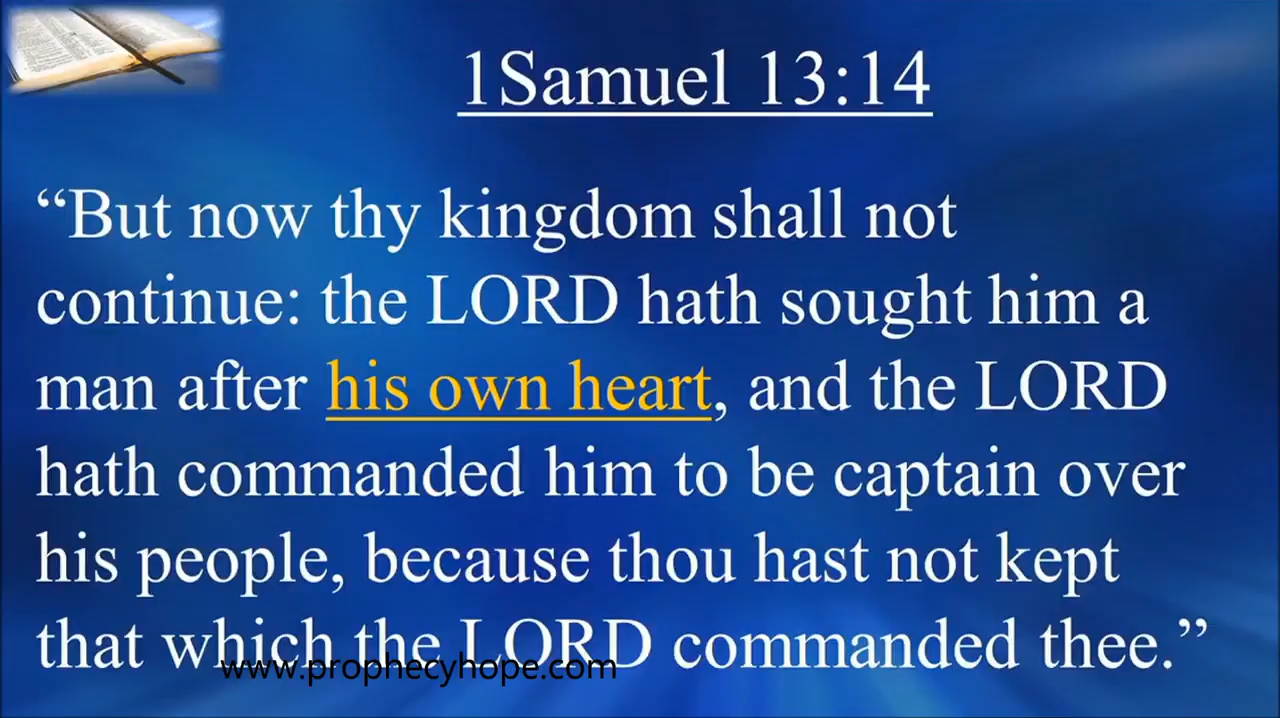 1Samuel 13:14
“But now thy kingdom shall not
continue: the LORD hath sought him a
man after his own heart, and the LORD
hath commanded him to be captain over
his people, because thou hast not kept
that which the LORD commanded thee.”
www.prophecyhope.com